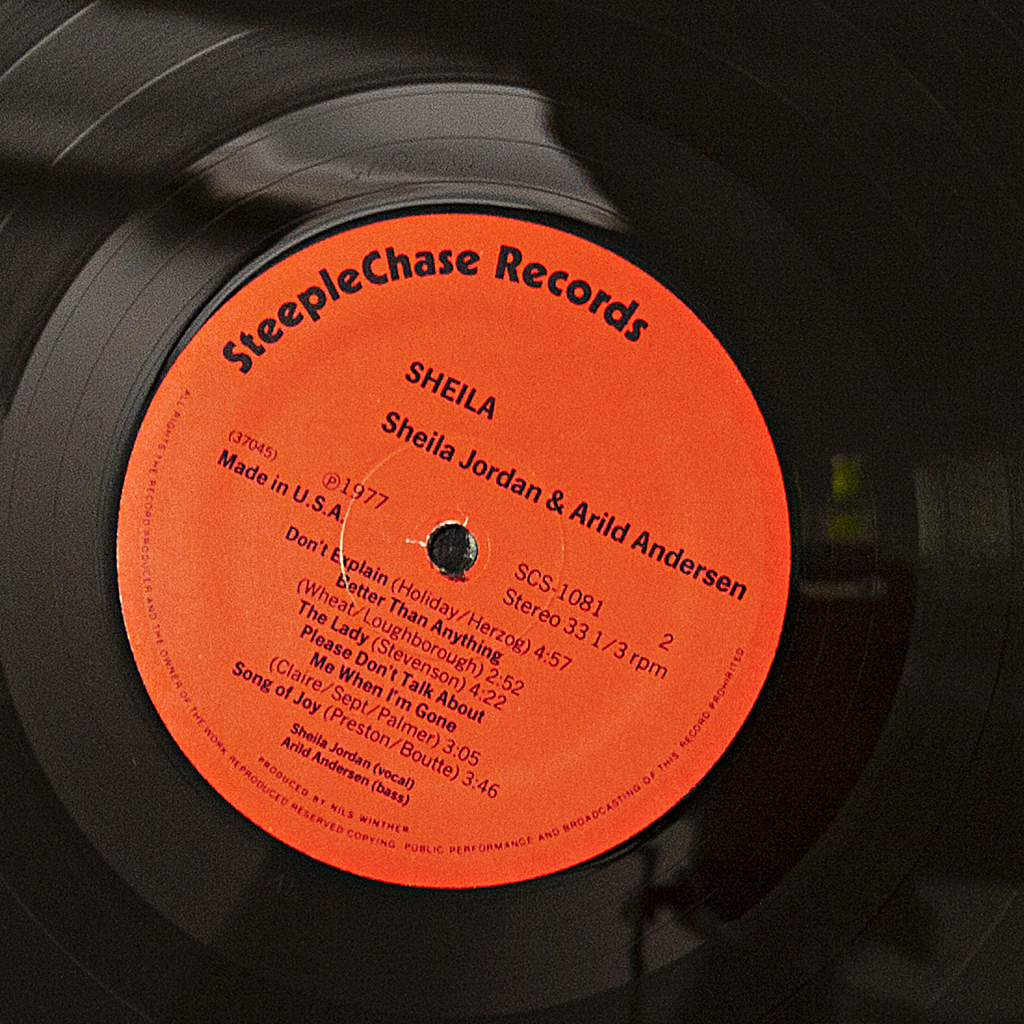 SteepleChase Records
SHEILA
Sheila Jordan & Arild Andersen
(37045)
Made in U.S.A.
℗1977
SCS-1081
2
Stereo 33 1/3 rpm
Don't Explain (Holiday/Herzog) 4:57
Better Than Anything
(Wheat/Loughborough) 2:52
The Lady (Stevenson) 4:22
Please Don't Talk About
Me When I'm Gone
(Claire/Sept/Palmer) 3:05
Song of Joy (Preston/Boutte) 3:46
Sheila Jordan (vocal)
Arild Andersen (bass)
PRODUCED BY NILS WINTHER
ALL RIGHTS THE RECORD PRODUCER AND THE OWNER OF THE WORK REPRODUCED RESERVED COPYING PUBLIC PERFORMANCE AND BROADCASTING OF THIS RECORD PROHIBITED